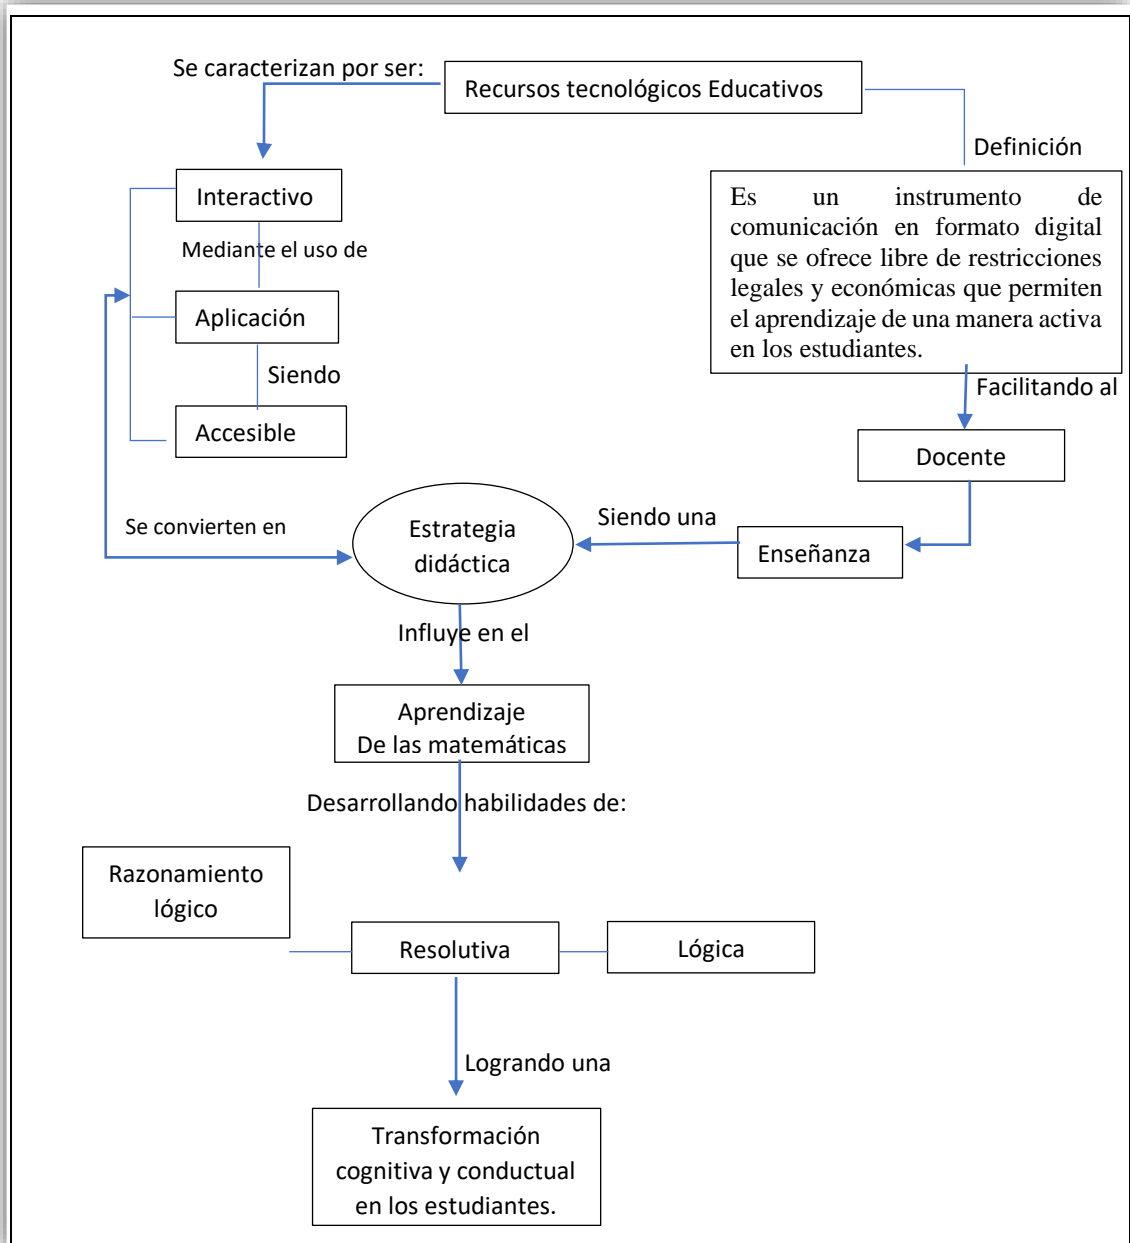 Se caracterizan por ser:
Recursos tecnológicos Educativos
Definición
Interactivo
Mediante el uso de
Aplicación
Siendo
Accesible
Es un instrumento de
comunicación en formato digital
que se ofrece libre de restricciones
legales y económicas que permiten
el aprendizaje de una manera activa
en los estudiantes.
Facilitando al
Docente
Enseñanza
Siendo una
Se convierten en
Estrategia
didáctica
Influye en el
Aprendizaje
De las matemáticas
Desarrollando habilidades de:
Razonamiento
lógico
Resolutiva
Lógica
Logrando una
Transformación
cognitiva y conductual
en los estudiantes.